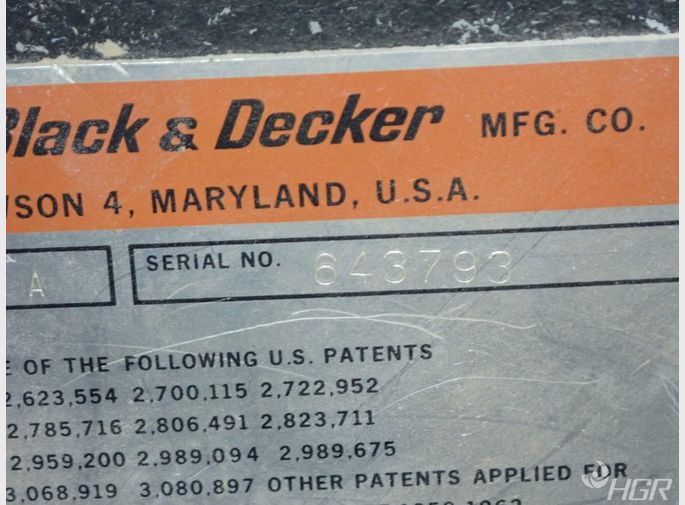 Black & Decker MFG. CO.
WSON 4, MARYLAND, U.S.A.
A
SERIAL NO. 643793
E OF THE FOLLOWING U.S. PATENTS
2,623,554 2,700,115 2,722,952
2,785,716 2,806,491 2,823,711
2,959,200 2,989,094 2,989,675
3,068,919 3,080,897 OTHER PATENTS APPLIED FOR
HGR